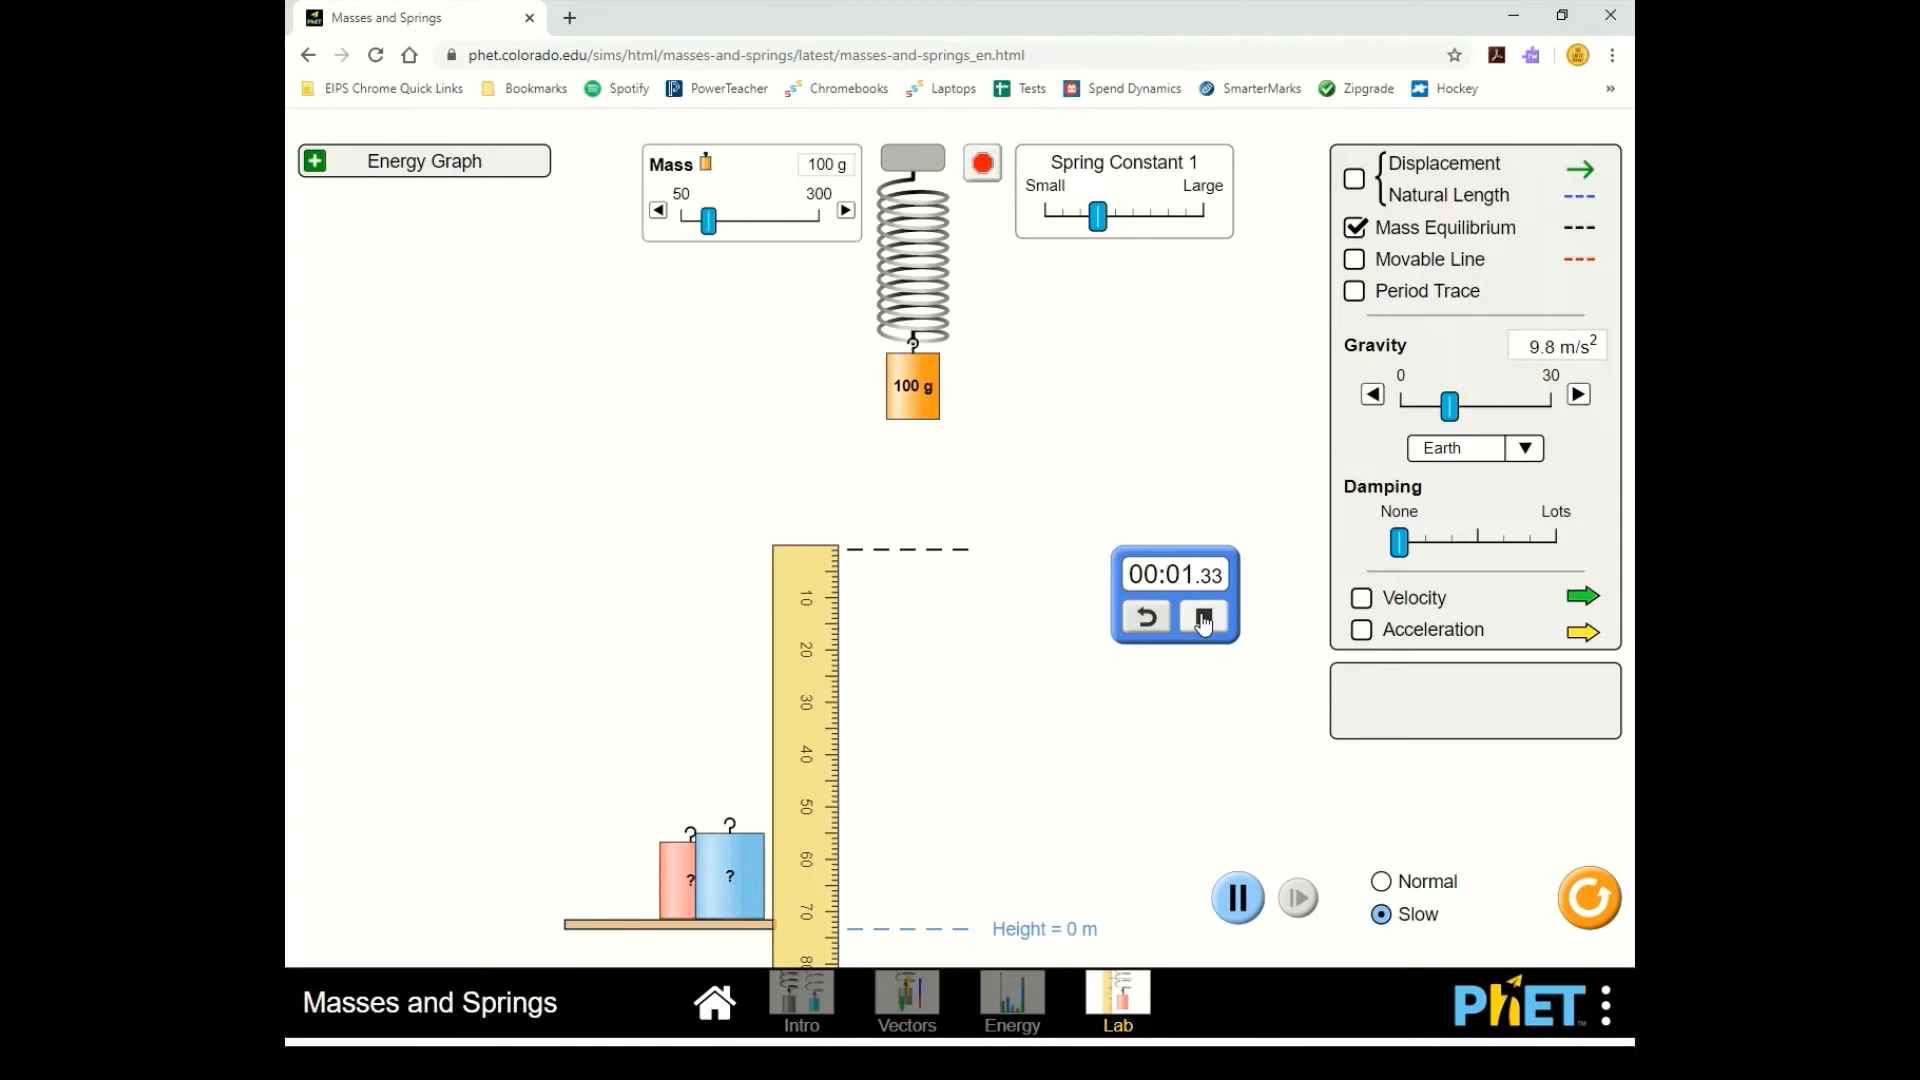 Masses and Springs
phet.colorado.edu/sims/html/masses-and-springs/latest/masses-and-springs_en.html
EIPS Chrome Quick Links Bookmarks Spotify PowerTeacher Chromebooks Laptops Tests Spend Dynamics SmarterMarks Zipgrade Hockey »
Energy Graph
Mass 100 g
50 300
Spring Constant 1
Small Large
100 g
Displacement
Natural Length
Mass Equilibrium
Movable Line
Period Trace
Gravity 9.8 m/s²
0 30
Earth
Damping
None Lots
Velocity
Acceleration
00:01.33
10
20
30
40
50
60
70
80
? ?
Height = 0 m
Normal
Slow
Masses and Springs
Intro Vectors Energy Lab
PhET